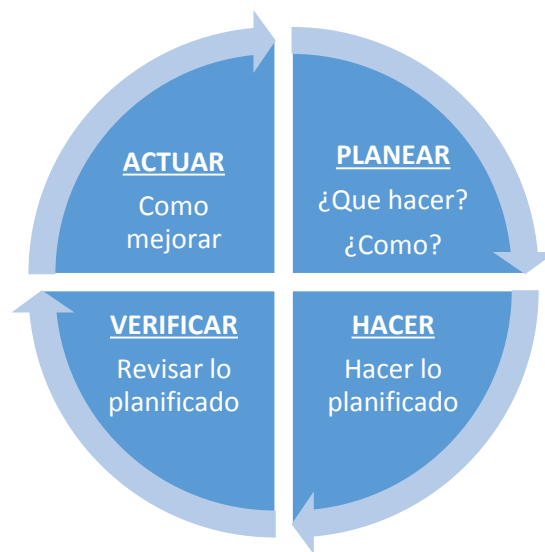 ACTUAR
Como
mejorar
PLANEAR
¿Que hacer?
¿Como?
VERIFICAR
Revisar lo
planificado
HACER
Hacer lo
planificado